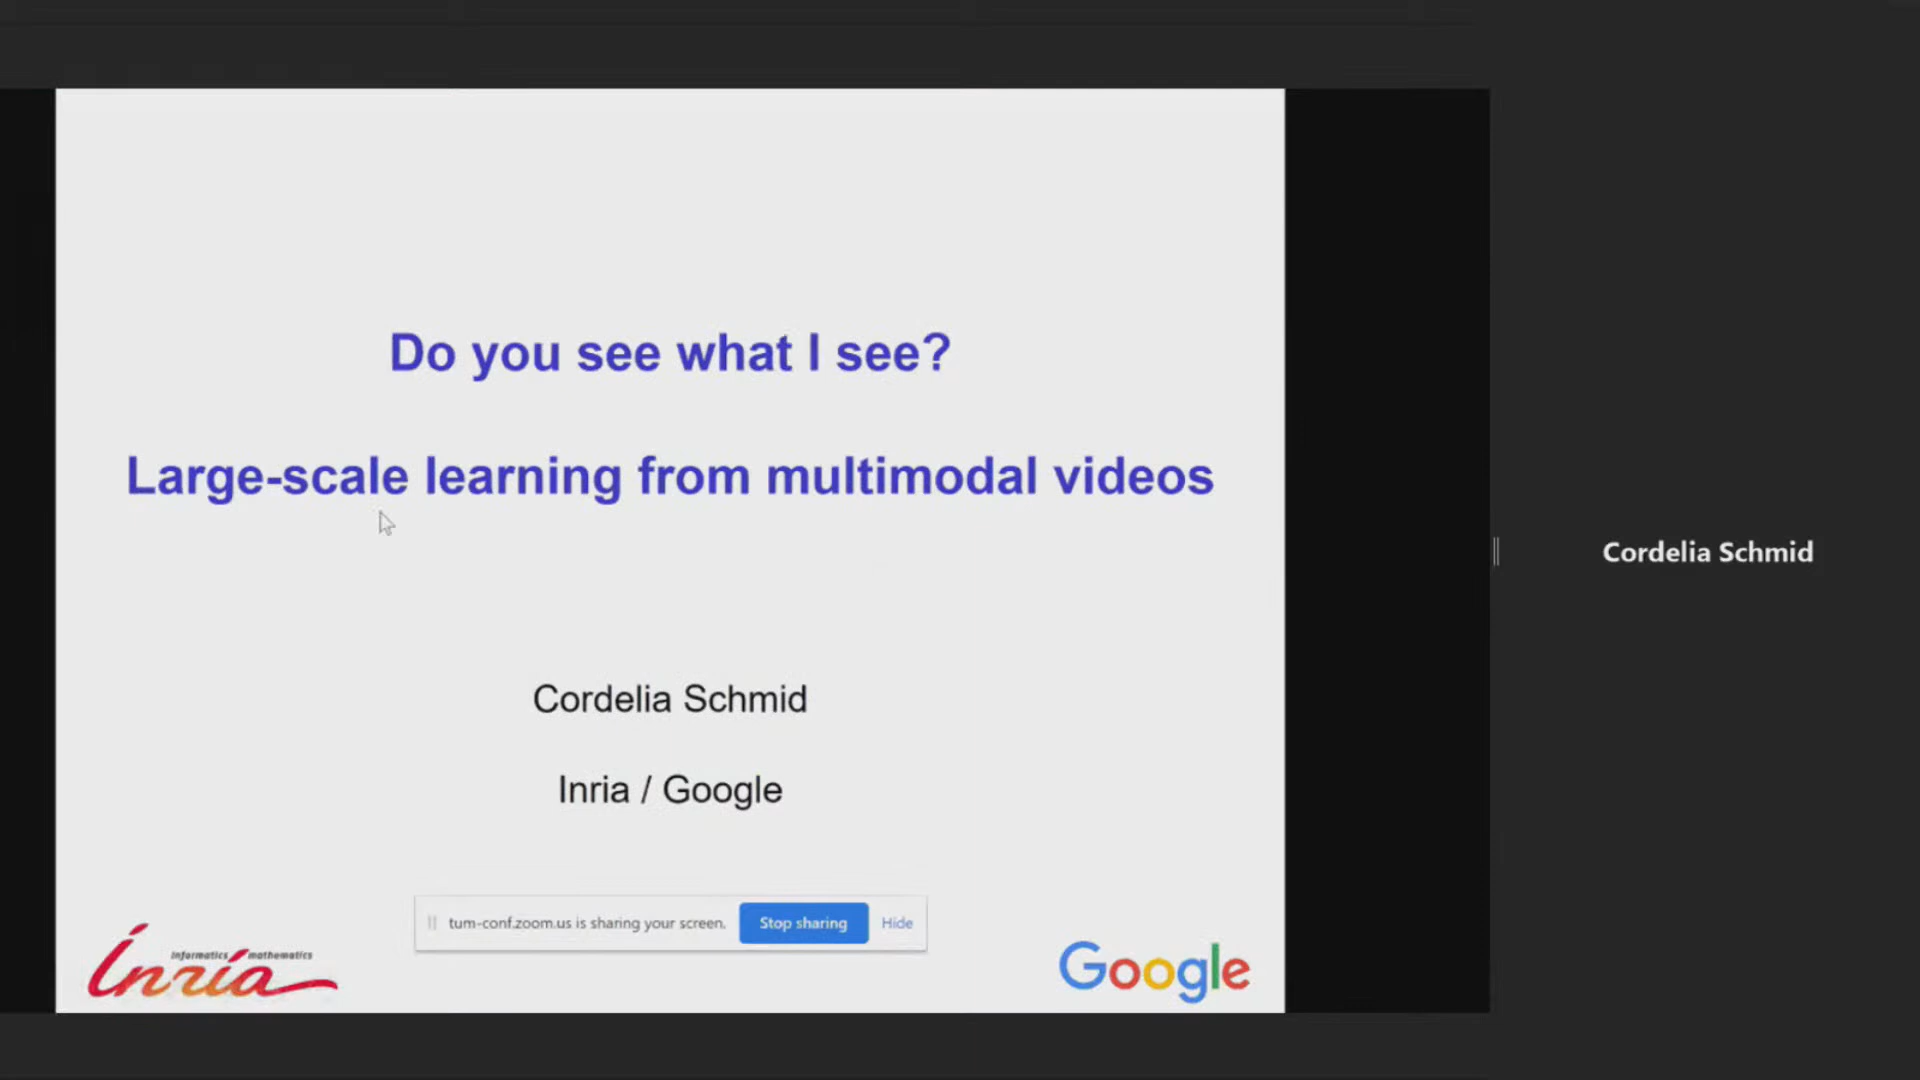 Do you see what I see?
Large-scale learning from multimodal videos
Cordelia Schmid
Cordelia Schmid
Inria / Google
tum-conf.zoom.us is sharing your screen. Stop sharing Hide
informatics mathematics
Inria
Google